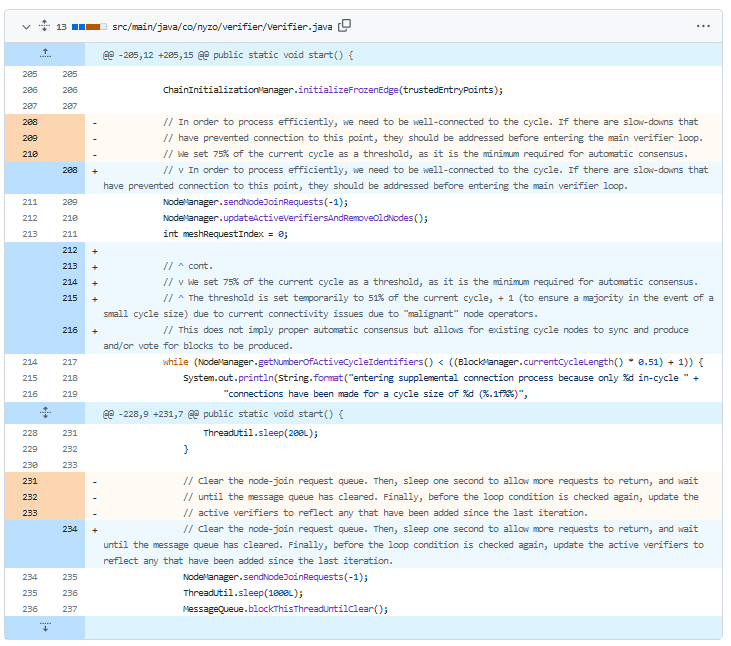 13 src/main/java/co/nyzo/verifier/Verifier.java
@@ -205,12 +205,15 @@ public static void start() {
205 205
206 206 ChainInitializationManager.initializeFrozenEdge(trustedEntryPoints);
207 207
208 - // In order to process efficiently, we need to be well-connected to the cycle. If there are slow-downs that
209 - // have prevented connection to this point, they should be addressed before entering the main verifier loop.
210 - // We set 75% of the current cycle as a threshold, as it is the minimum required for automatic consensus.
208 + // v In order to process efficiently, we need to be well-connected to the cycle. If there are slow-downs that
have prevented connection to this point, they should be addressed before entering the main verifier loop.
211 209 NodeManager.sendNodeJoinRequests(-1);
212 210 NodeManager.updateActiveVerifiersAndRemoveOldNodes();
213 211 int meshRequestIndex = 0;
212 +
213 + // ^ cont.
214 + // v We set 75% of the current cycle as a threshold, as it is the minimum required for automatic consensus.
215 + // ^ The threshold is set temporarily to 51% of the current cycle, + 1 (to ensure a majority in the event of a
small cycle size) due to current connectivity issues due to "malignant" node operators.
216 + // This does not imply proper automatic consensus but allows for existing cycle nodes to sync and produce
and/or vote for blocks to be produced.
214 217 while (NodeManager.getNumberOfActiveCycleIdentifiers() < ((BlockManager.currentCycleLength() * 0.51) + 1)) {
215 218 System.out.println(String.format("entering supplemental connection process because only %d in-cycle " +
216 219 "connections have been made for a cycle size of %d (%.1f%%)",
@@ -228,9 +231,7 @@ public static void start() {
228 231 ThreadUtil.sleep(200L);
229 232 }
230 233
231 - // Clear the node-join request queue. Then, sleep one second to allow more requests to return, and wait
232 - // until the message queue has cleared. Finally, before the loop condition is checked again, update the
233 - // active verifiers to reflect any that have been added since the last iteration.
234 + // Clear the node-join request queue. Then, sleep one second to allow more requests to return, and wait
until the message queue has cleared. Finally, before the loop condition is checked again, update the active verifiers to
reflect any that have been added since the last iteration.
234 235 NodeManager.sendNodeJoinRequests(-1);
235 236 ThreadUtil.sleep(1000L);
236 237 MessageQueue.blockThisThreadUntilClear();